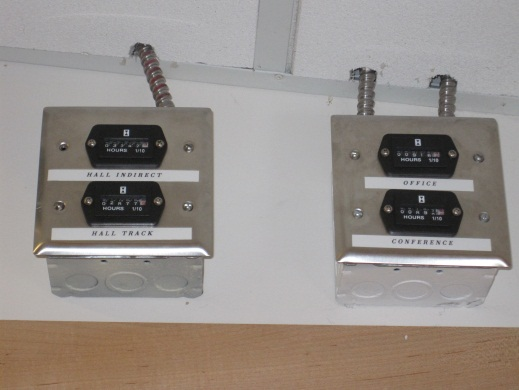 HOURS 1/10
HALL INDIRECT
HOURS 1/10
HALL TRACK
HOURS 1/10
OFFICE
HOURS 1/10
CONFERENCE